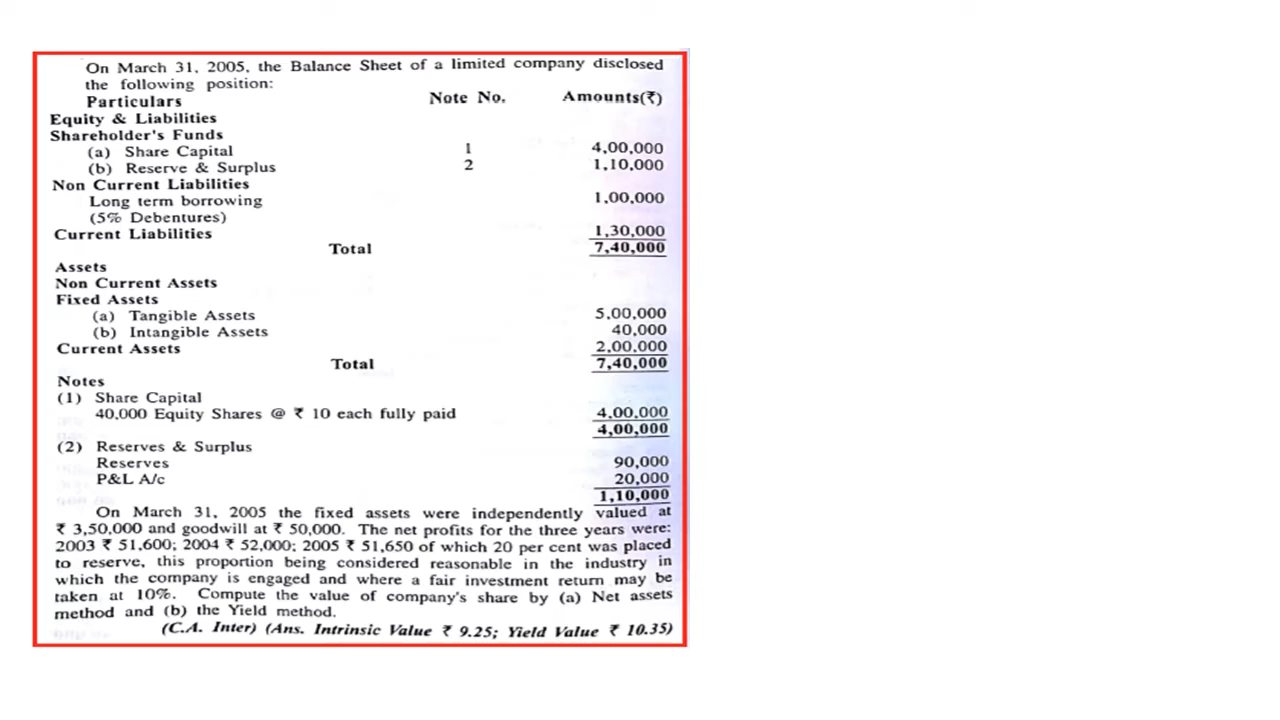 On March 31, 2005, the Balance Sheet of a limited company disclosed
the following position:
Particulars Note No. Amounts(₹)
Equity & Liabilities
Shareholder's Funds
(a) Share Capital 1 4,00,000
(b) Reserve & Surplus 2 1,10,000
Non Current Liabilities
Long term borrowing 1,00,000
(5% Debentures)
Current Liabilities 1,30,000
Total 7,40,000
Assets
Non Current Assets
Fixed Assets
(a) Tangible Assets 5,00,000
(b) Intangible Assets 40,000
Current Assets 2,00,000
Total 7,40,000
Notes
(1) Share Capital
40,000 Equity Shares @ ₹ 10 each fully paid 4,00,000
4,00,000
(2) Reserves & Surplus
Reserves 90,000
P&L A/c 20,000
1,10,000
On March 31, 2005 the fixed assets were independently valued at
₹ 3,50,000 and goodwill at ₹ 50,000. The net profits for the three years were:
2003 ₹ 51,600; 2004 ₹ 52,000; 2005 ₹ 51,650 of which 20 per cent was placed
to reserve, this proportion being considered reasonable in the industry in
which the company is engaged and where a fair investment return may be
taken at 10%. Compute the value of company's share by (a) Net assets
method and (b) the Yield method.
(C.A. Inter) (Ans. Intrinsic Value ₹ 9.25; Yield Value ₹ 10.35)